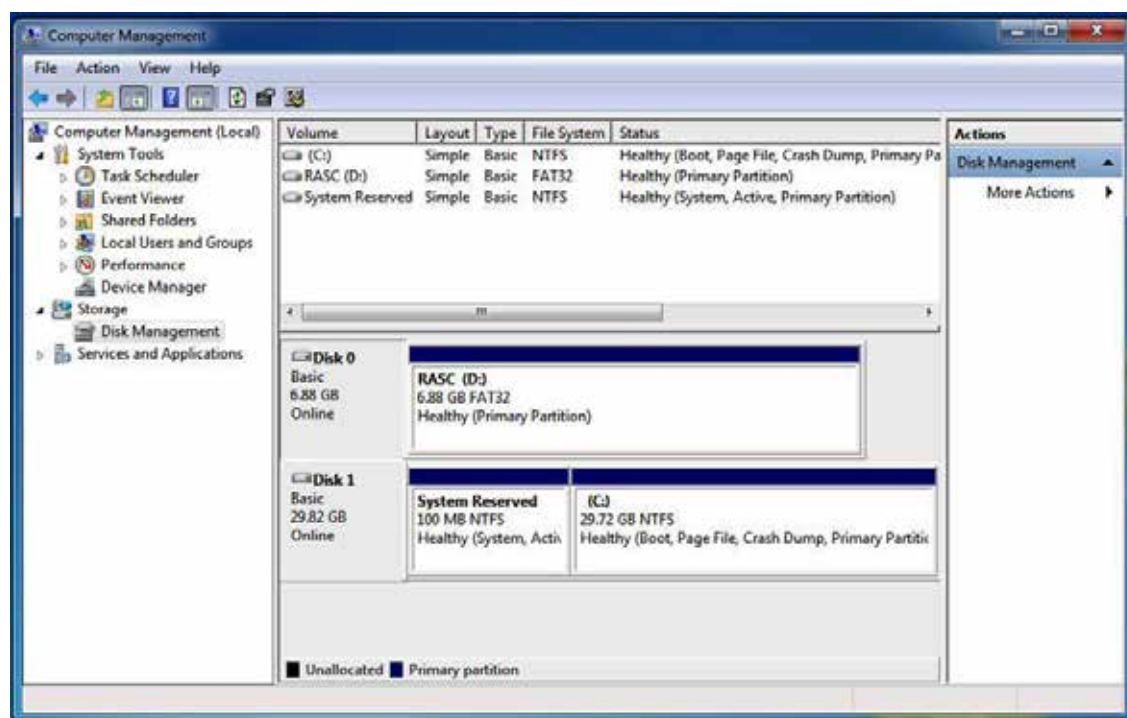 Computer Management
File Action View Help
Computer Management (Local)
System Tools
Task Scheduler
Event Viewer
Shared Folders
Local Users and Groups
Performance
Device Manager
Storage
Disk Management
Services and Applications
Volume Layout Type File System Status
(C:) Simple Basic NTFS Healthy (Boot, Page File, Crash Dump, Primary Pa
RASC (D:) Simple Basic FAT32 Healthy (Primary Partition)
System Reserved Simple Basic NTFS Healthy (System, Active, Primary Partition)
Disk 0
Basic
6.88 GB
Online
RASC (D:)
6.88 GB FAT32
Healthy (Primary Partition)
Disk 1
Basic
29.82 GB
Online
System Reserved
100 MB NTFS
Healthy (System, Activ
(C:)
29.72 GB NTFS
Healthy (Boot, Page File, Crash Dump, Primary Partitic
Unallocated Primary partition
Actions
Disk Management
More Actions